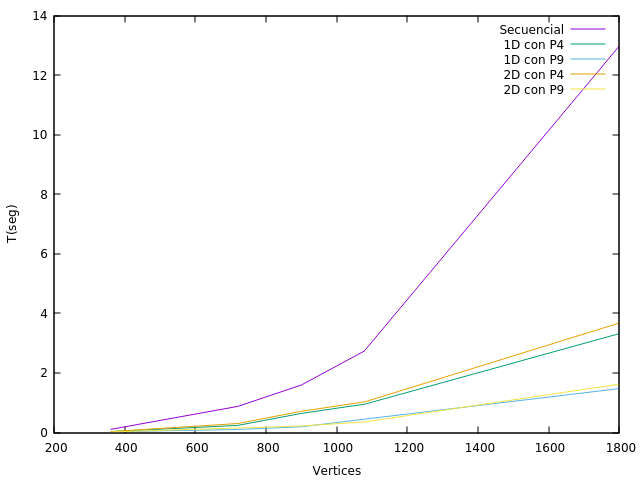 14
12
10
8
6
4
2
0
T(seg)
Secuencial
1D con P4
1D con P9
2D con P4
2D con P9
200 400 600 800 1000 1200 1400 1600 1800
Vertices